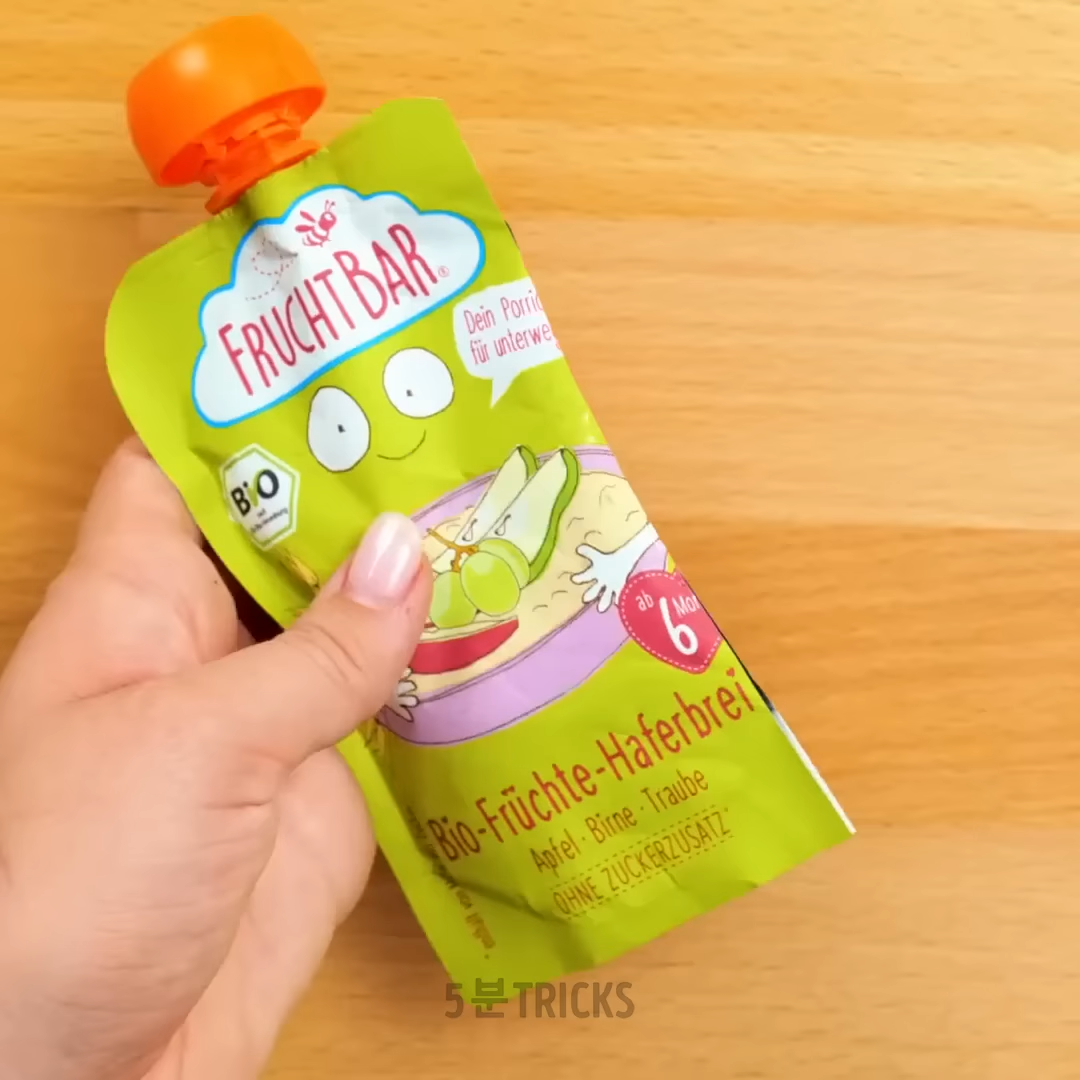 FRUCHTBAR®
Dein Porrid
für unterwe
BiO
ab
6 Mon
Bio-Früchte-Haferbrei
Apfel · Birne · Traube
OHNE ZUCKERZUSATZ*
5분TRICKS